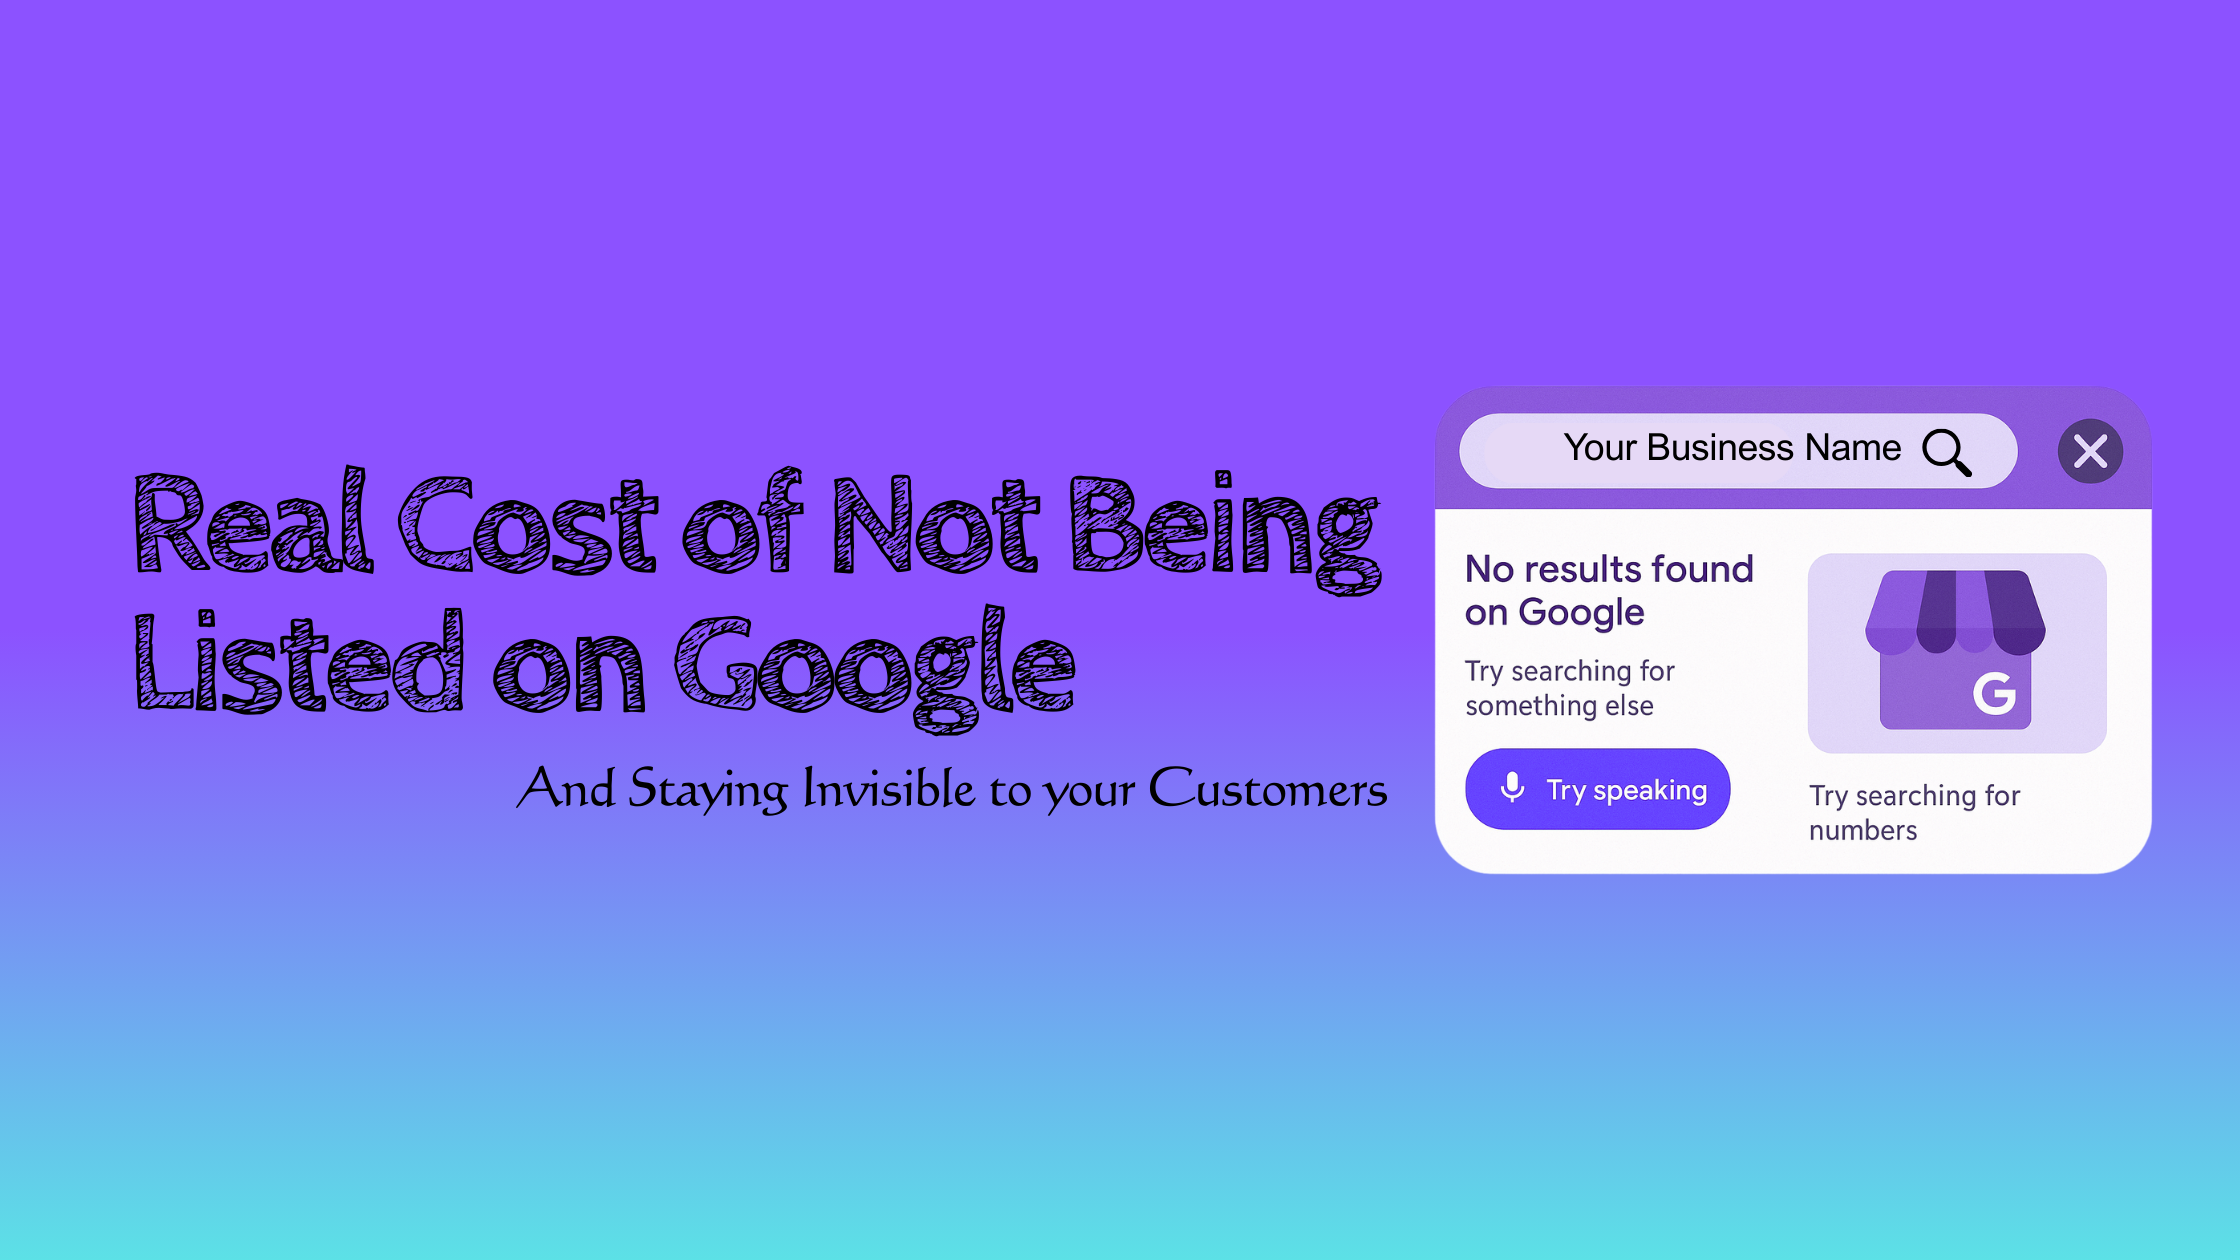 Real Cost of Not Being
Listed on Google
And Staying Invisible to your Customers
Your Business Name
No results found
on Google
Try searching for
something else
Try speaking
G
Try searching for
numbers